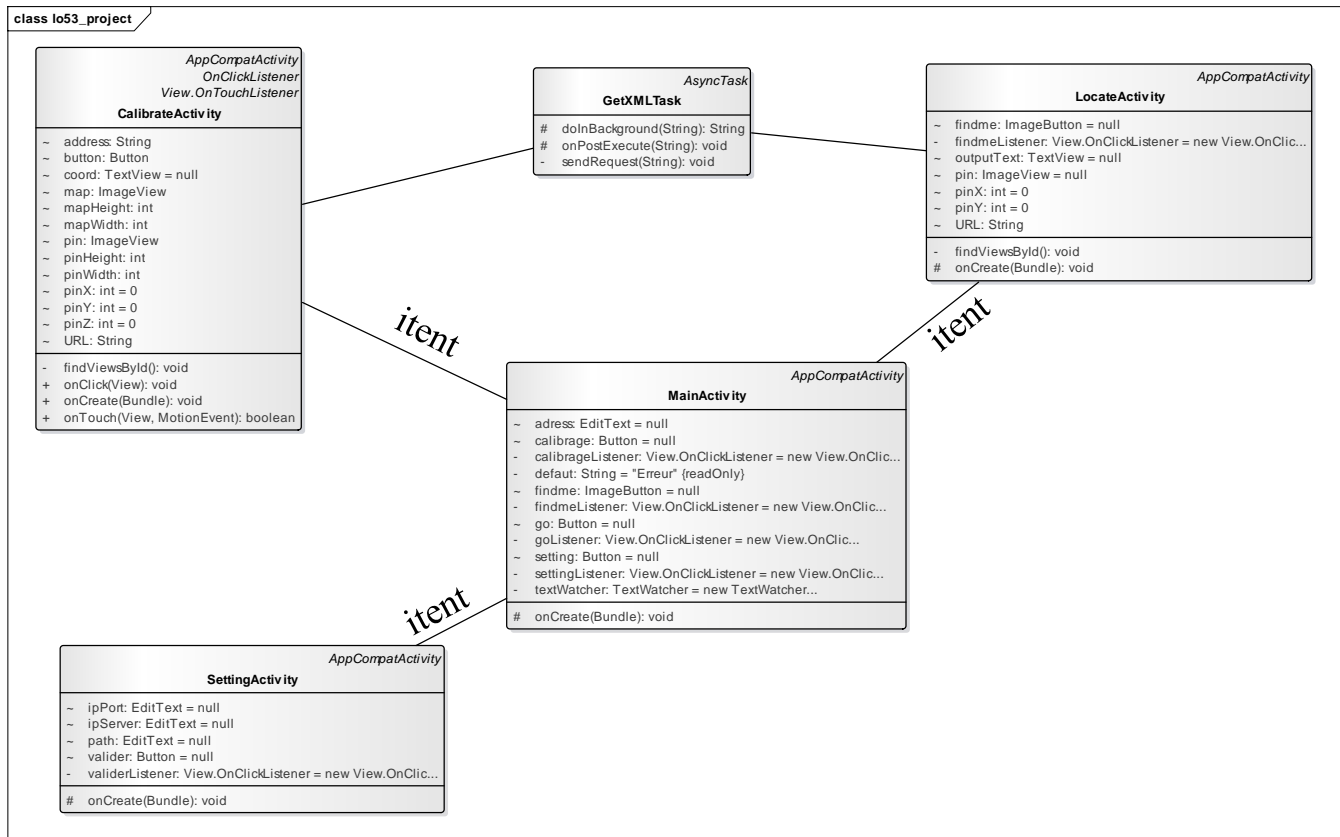 class lo53_project
AppCompatActivity
OnClickListener
View.OnTouchListener
CalibrateActivity
~ address: String
~ button: Button
~ coord: TextView = null
~ map: ImageView
~ mapHeight: int
~ mapWidth: int
~ pin: ImageView
~ pinHeight: int
~ pinWidth: int
~ pinX: int = 0
~ pinY: int = 0
~ pinZ: int = 0
~ URL: String
- findViewsById(): void
+ onClick(View): void
+ onCreate(Bundle): void
+ onTouch(View, MotionEvent): boolean
AsyncTask
GetXMLTask
# doInBackground(String): String
# onPostExecute(String): void
- sendRequest(String): void
AppCompatActivity
LocateActivity
~ findme: ImageButton = null
- findmeListener: View.OnClickListener = new View.OnClic...
~ outputText: TextView = null
~ pin: ImageView = null
~ pinX: int = 0
~ pinY: int = 0
~ URL: String
- findViewsById(): void
# onCreate(Bundle): void
itent
itent
AppCompatActivity
MainActivity
~ adress: EditText = null
~ calibrage: Button = null
- calibrageListener: View.OnClickListener = new View.OnClic...
- defaut: String = "Erreur" {readOnly}
~ findme: ImageButton = null
- findmeListener: View.OnClickListener = new View.OnClic...
~ go: Button = null
- goListener: View.OnClickListener = new View.OnClic...
~ setting: Button = null
- settingListener: View.OnClickListener = new View.OnClic...
- textWatcher: TextWatcher = new TextWatcher...
# onCreate(Bundle): void
itent
AppCompatActivity
SettingActivity
~ ipPort: EditText = null
~ ipServer: EditText = null
~ path: EditText = null
~ valider: Button = null
- validerListener: View.OnClickListener = new View.OnClic...
# onCreate(Bundle): void